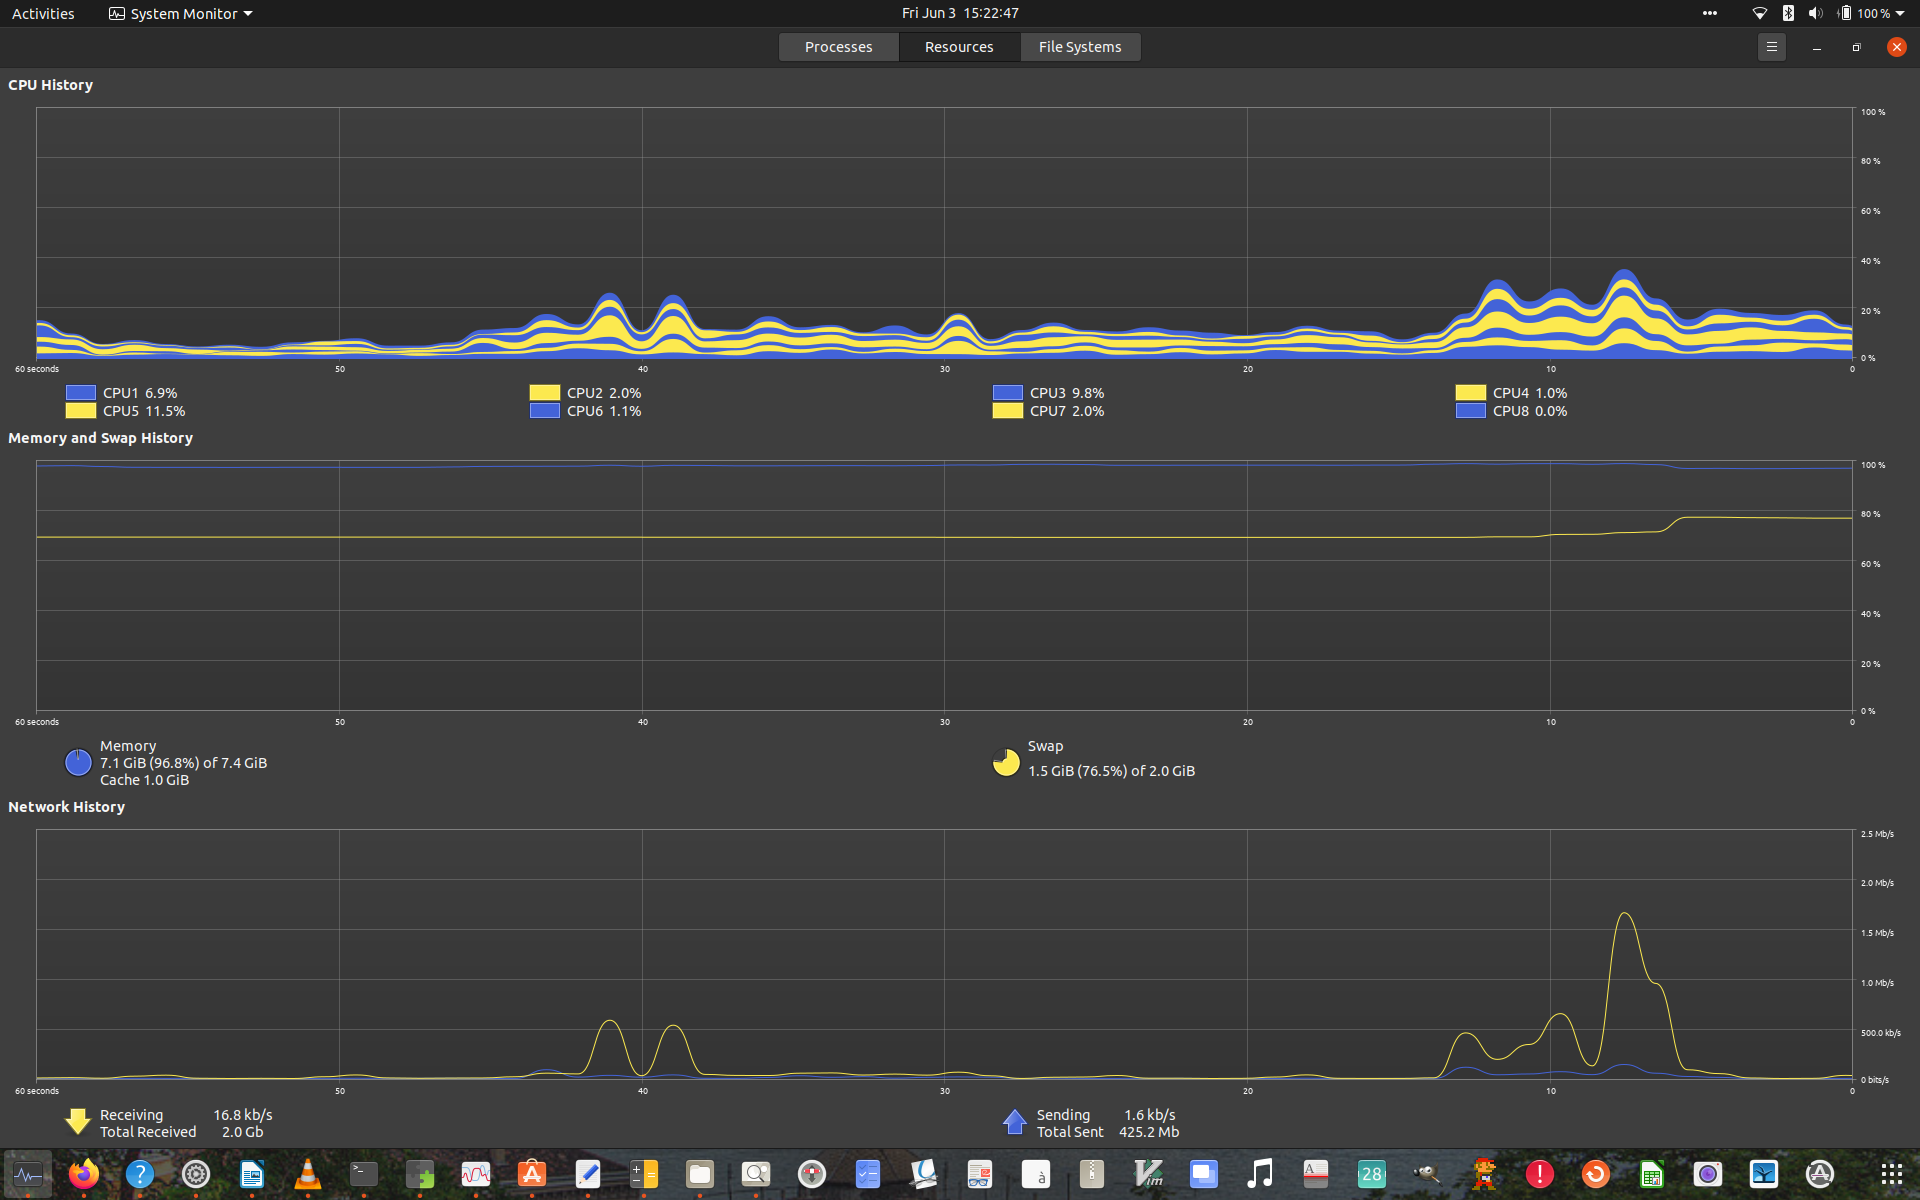 Activities System Monitor Fri Jun 3 15:22:47 100 %
Processes Resources File Systems
CPU History
100 %
80 %
60 %
40 %
20 %
0 %
60 seconds 50 40 30 20 10 0
CPU1 6.9% CPU2 2.0% CPU3 9.8% CPU4 1.0%
CPU5 11.5% CPU6 1.1% CPU7 2.0% CPU8 0.0%
Memory and Swap History
100 %
80 %
60 %
40 %
20 %
0 %
60 seconds 50 40 30 20 10 0
Memory
7.1 GiB (96.8%) of 7.4 GiB
Cache 1.0 GiB
Swap
1.5 GiB (76.5%) of 2.0 GiB
Network History
2.5 Mb/s
2.0 Mb/s
1.5 Mb/s
1.0 Mb/s
500.0 kb/s
0 bits/s
60 seconds 50 40 30 20 10 0
Receiving 16.8 kb/s
Total Received 2.0 Gb
Sending 1.6 kb/s
Total Sent 425.2 Mb
? >_ à Vim A 28 !